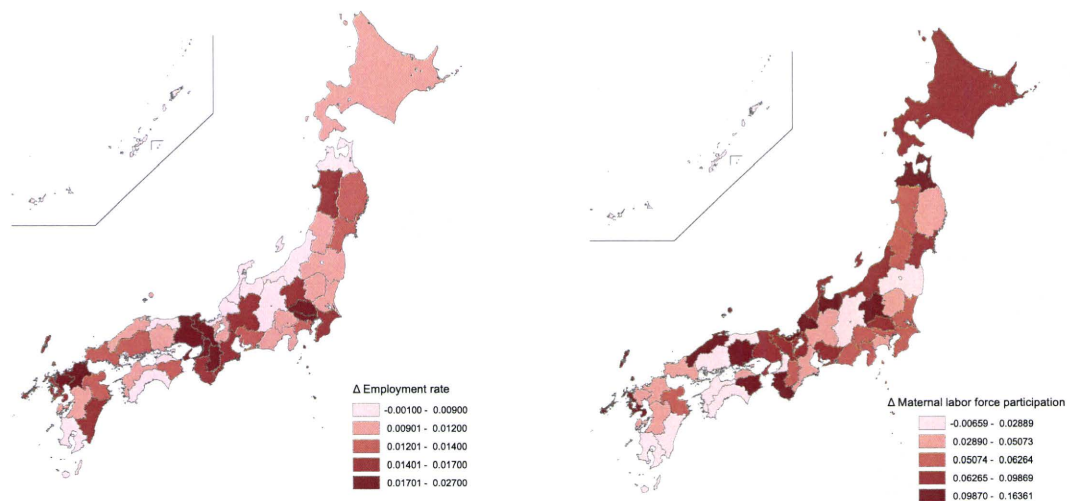 Δ Employment rate
-0.00100 - 0.00900
0.00901 - 0.01200
0.01201 - 0.01400
0.01401 - 0.01700
0.01701 - 0.02700
Δ Maternal labor force participation
-0.00659 - 0.02889
0.02890 - 0.05073
0.05074 - 0.06264
0.06265 - 0.09869
0.09870 - 0.16361